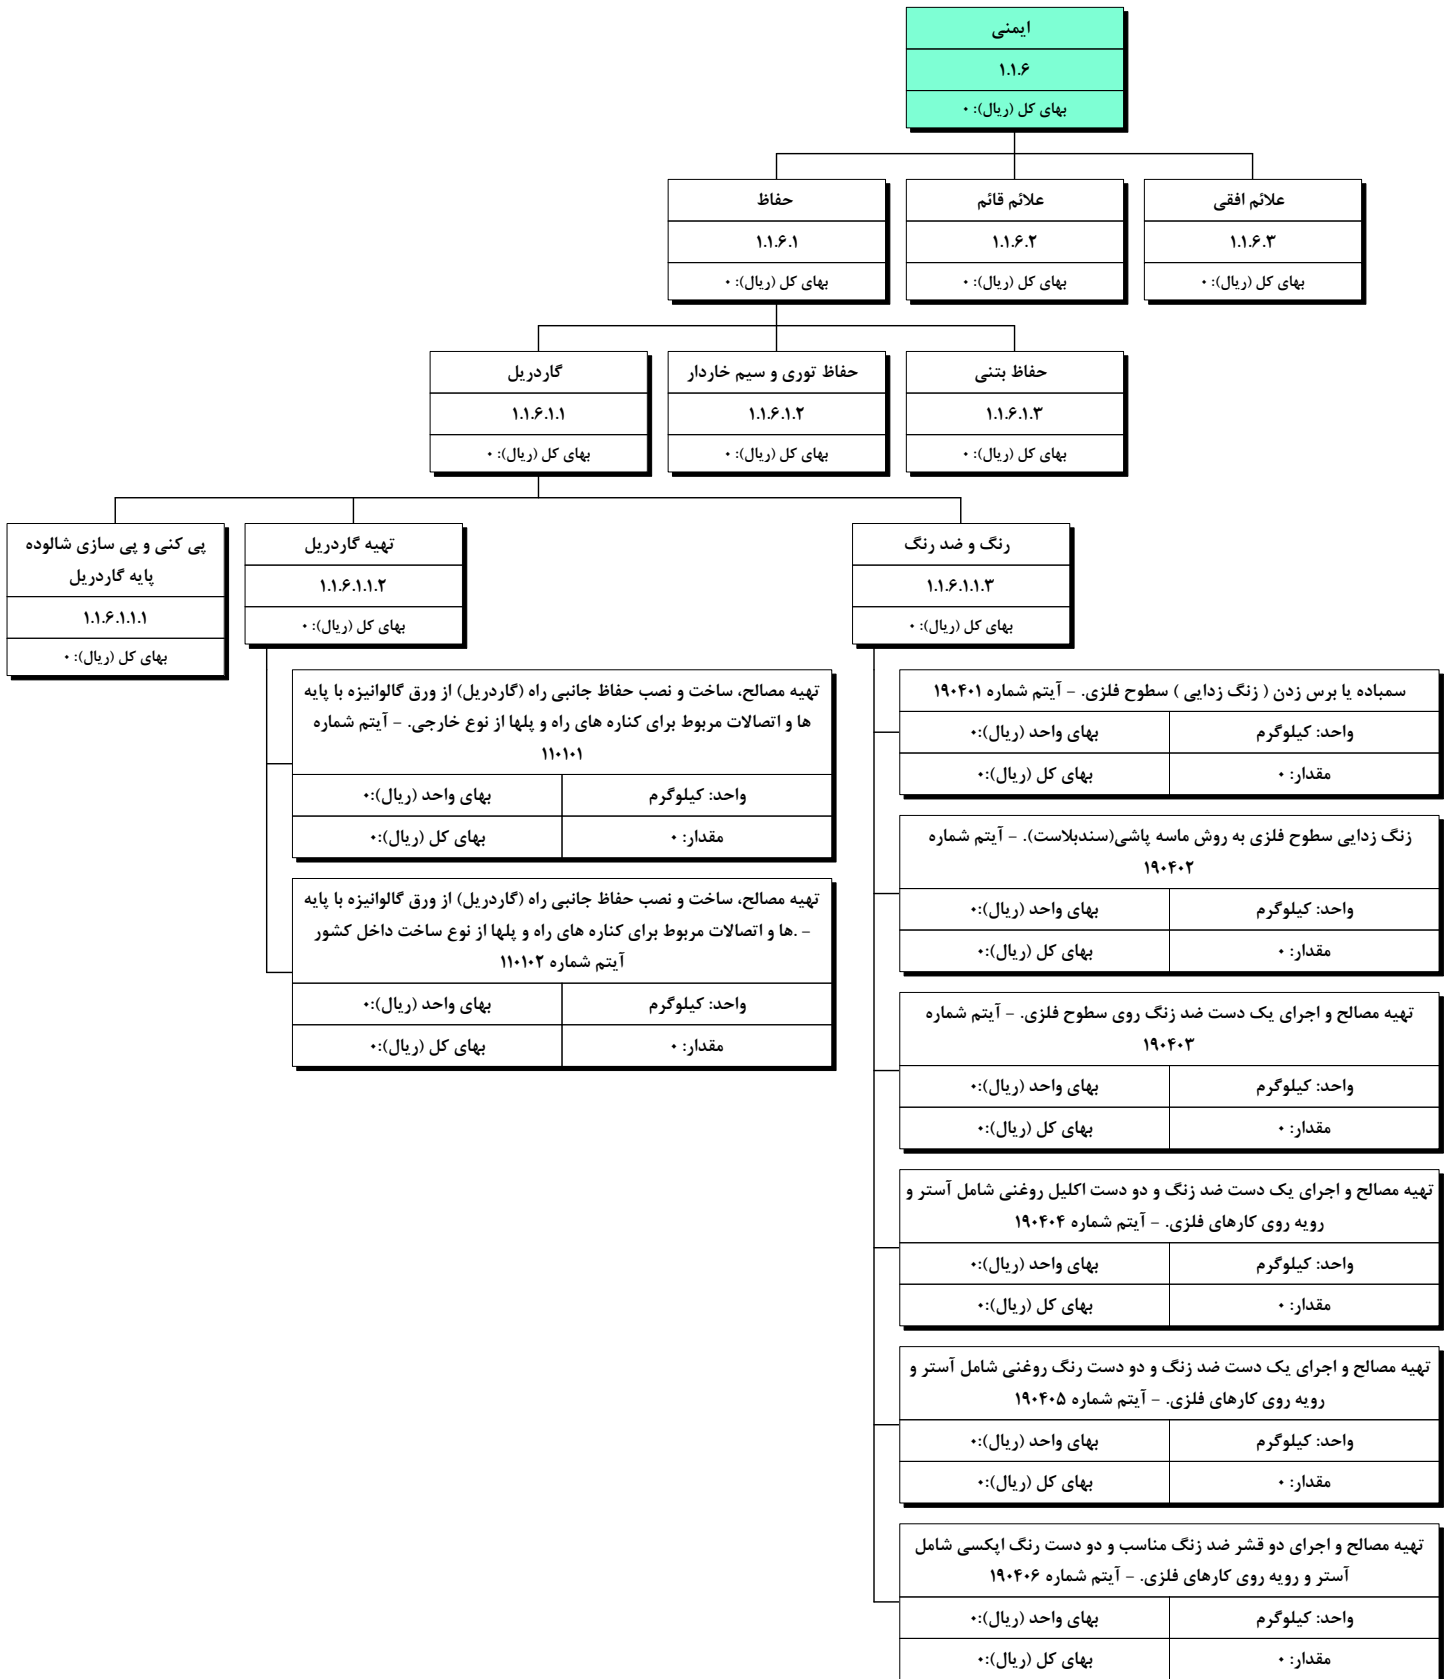 ایمنی
۱.۱.۶
بهای کل (ریال): ۰
حفاظ
۱.۱.۶.۱
بهای کل (ریال): ۰
علائم قائم
۱.۱.۶.۲
بهای کل (ریال): ۰
علائم افقی
۱.۱.۶.۳
بهای کل (ریال): ۰
گاردریل
۱.۱.۶.۱.۱
بهای کل (ریال): ۰
حفاظ توری و سیم خاردار
۱.۱.۶.۱.۲
بهای کل (ریال): ۰
حفاظ بتنی
۱.۱.۶.۱.۳
بهای کل (ریال): ۰
پی کنی و پی سازی شالوده
پایه گاردریل
۱.۱.۶.۱.۱.۱
بهای کل (ریال): ۰
تهیه گاردریل
۱.۱.۶.۱.۱.۲
بهای کل (ریال): ۰
تهیه مصالح، ساخت و نصب حفاظ جانبی راه (گاردریل) از ورق گالوانیزه با پایه
ها و اتصالات مربوط برای کناره های راه و پلها از نوع خارجی. - آیتم شماره
۱۱۰۱۰۱
واحد: کیلوگرم
بهای واحد (ریال):۰
مقدار: ۰
بهای کل (ریال):۰
تهیه مصالح، ساخت و نصب حفاظ جانبی راه (گاردریل) از ورق گالوانیزه با پایه
- .ها و اتصالات مربوط برای کناره های راه و پلها از نوع ساخت داخل کشور
آیتم شماره ۱۱۰۱۰۲
واحد: کیلوگرم
بهای واحد (ریال):۰
مقدار: ۰
بهای کل (ریال):۰
رنگ و ضد رنگ
۱.۱.۶.۱.۱.۳
بهای کل (ریال): ۰
سمباده یا برس زدن ( زنگ زدایی ) سطوح فلزی. - آیتم شماره ۱۹۰۴۰۱
واحد: کیلوگرم
بهای واحد (ریال):۰
مقدار: ۰
بهای کل (ریال):۰
زنگ زدایی سطوح فلزی به روش ماسه پاشی(سندبلاست). - آیتم شماره
۱۹۰۴۰۲
واحد: کیلوگرم
بهای واحد (ریال):۰
مقدار: ۰
بهای کل (ریال):۰
تهیه مصالح و اجرای یک دست ضد زنگ روی سطوح فلزی. - آیتم شماره
۱۹۰۴۰۳
واحد: کیلوگرم
بهای واحد (ریال):۰
مقدار: ۰
بهای کل (ریال):۰
تهیه مصالح و اجرای یک دست ضد زنگ و دو دست اکلیل روغنی شامل آستر و
رویه روی کارهای فلزی. - آیتم شماره ۱۹۰۴۰۴
واحد: کیلوگرم
بهای واحد (ریال):۰
مقدار: ۰
بهای کل (ریال):۰
تهیه مصالح و اجرای یک دست ضد زنگ و دو دست رنگ روغنی شامل آستر و
رویه روی کارهای فلزی. - آیتم شماره ۱۹۰۴۰۵
واحد: کیلوگرم
بهای واحد (ریال):۰
مقدار: ۰
بهای کل (ریال):۰
تهیه مصالح و اجرای دو قشر ضد زنگ مناسب و دو دست رنگ اپکسی شامل
آستر و رویه روی کارهای فلزی. - آیتم شماره ۱۹۰۴۰۶
واحد: کیلوگرم
بهای واحد (ریال):۰
مقدار: ۰
بهای کل (ریال):۰